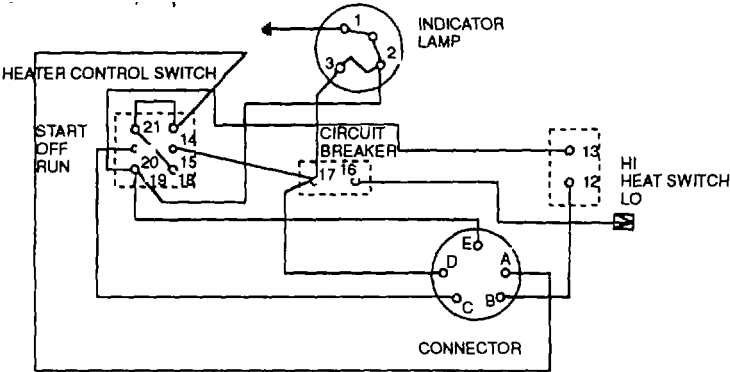 INDICATOR
LAMP
1
2
3
HEATER CONTROL SWITCH
START
OFF
RUN
21
14
20
15
19
18
CIRCUIT
BREAKER
17
16
13
12
HI
HEAT SWITCH
LO
E
D
A
C
B
CONNECTOR